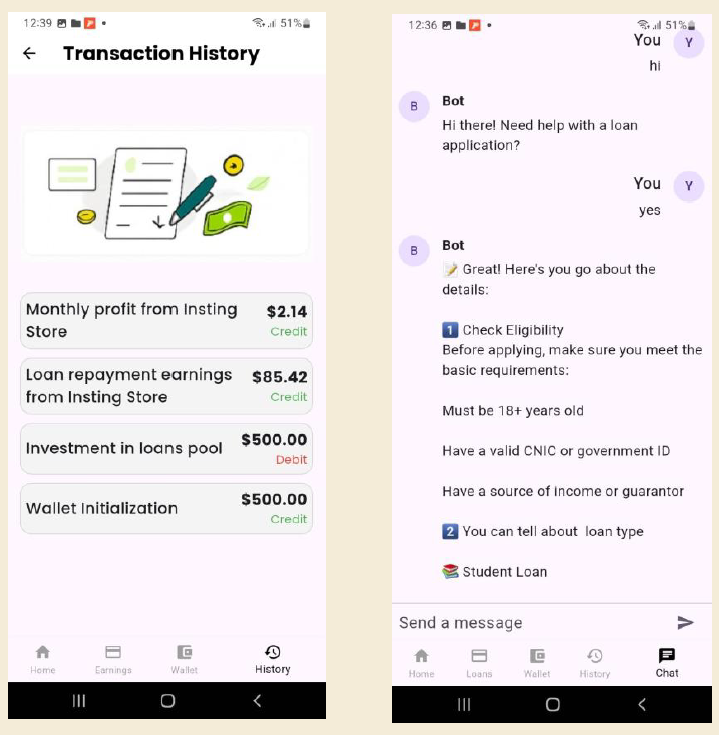 12:39
51%
Transaction History
Monthly profit from Insting
Store
$2.14
Credit
Loan repayment earnings
from Insting Store
$85.42
Credit
Investment in loans pool
$500.00
Debit
Wallet Initialization
$500.00
Credit
Home
Earnings
Wallet
History
12:36
51%
You
Y
hi
B
Bot
Hi there! Need help with a loan
application?
You
Y
yes
B
Bot
📝 Great! Here's you go about the
details:
1️⃣ Check Eligibility
Before applying, make sure you meet the
basic requirements:
Must be 18+ years old
Have a valid CNIC or government ID
Have a source of income or guarantor
2️⃣ You can tell about loan type
📚 Student Loan
Send a message
Home
Loans
Wallet
History
Chat